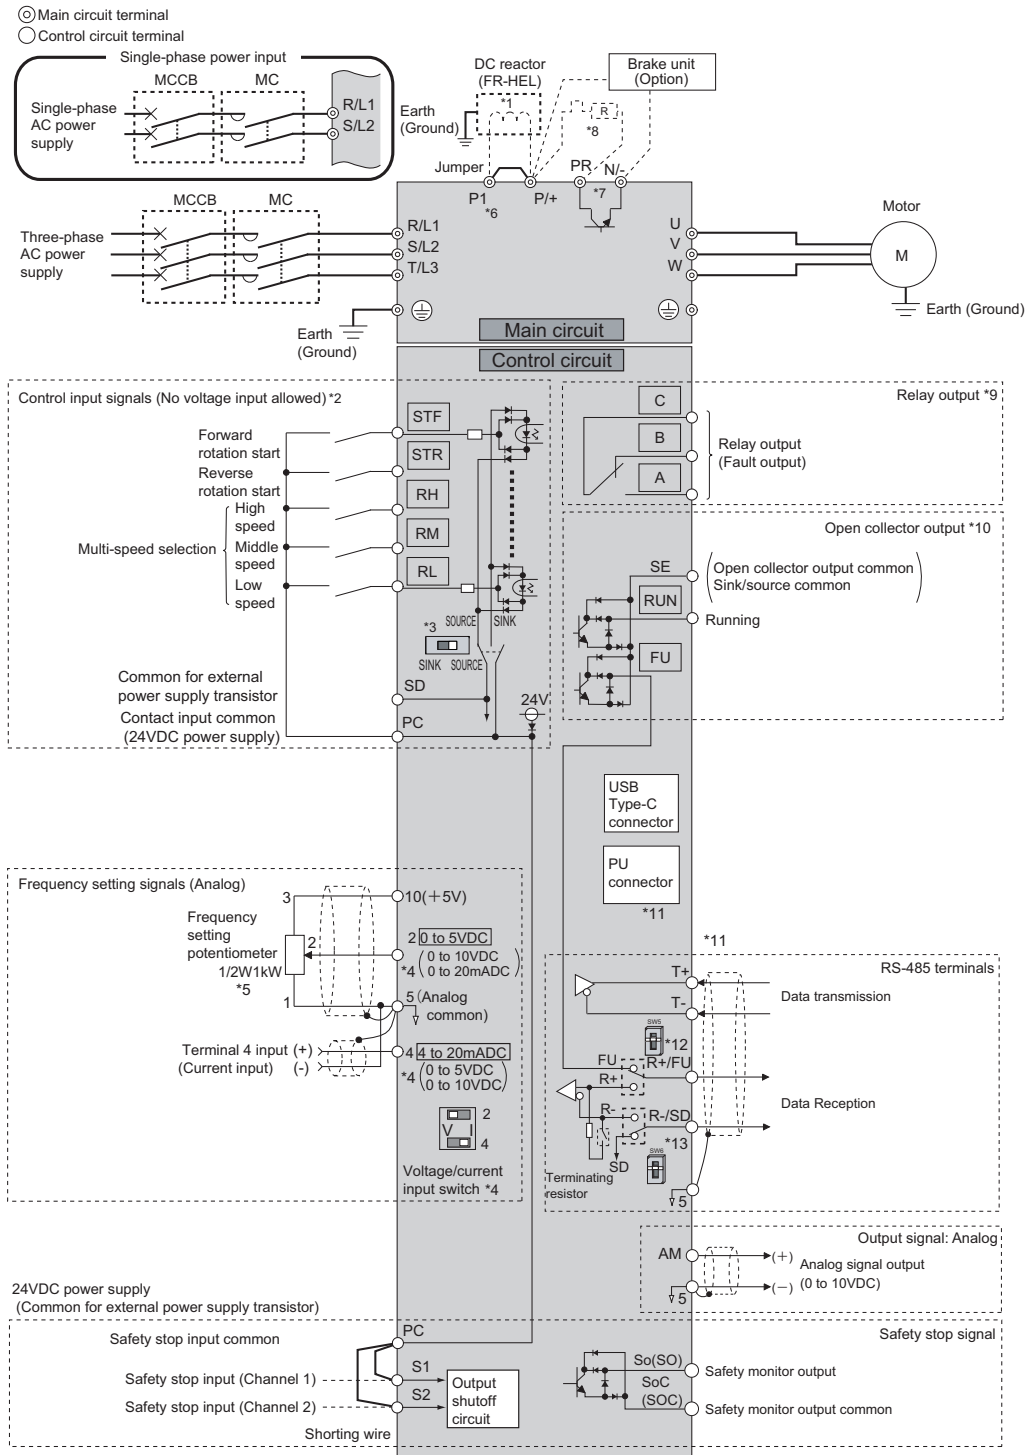 Main circuit terminal
Control circuit terminal
Single-phase power input
MCCB MC
Single-phase
AC power
supply
R/L1
S/L2
Earth
(Ground)
DC reactor
(FR-HEL)
*1
Brake unit
(Option)
R
*8
Jumper
P1
*6
P/+
PR
*7
N/-
MCCB MC
Three-phase
AC power
supply
R/L1
S/L2
T/L3
U
V
W
Motor
M
Earth
(Ground)
Earth (Ground)
Main circuit
Control circuit
Control input signals (No voltage input allowed) *2
Forward
rotation start
Reverse
rotation start
Multi-speed selection
High
speed
Middle
speed
Low
speed
STF
STR
RH
RM
RL
SOURCE SINK
*3
SINK SOURCE
Common for external
power supply transistor
Contact input common
(24VDC power supply)
SD
PC
24V
Relay output *9
C
B
A
Relay output
(Fault output)
Open collector output *10
SE
Open collector output common
Sink/source common
RUN
Running
FU
USB
Type-C
connector
PU
connector
*11
Frequency setting signals (Analog)
Frequency
setting
potentiometer
1/2W1kW
*5
3
2
1
10(+5V)
2 0 to 5VDC
*4 (0 to 10VDC
0 to 20mADC)
5 (Analog
common)
Terminal 4 input (+)
(Current input) (-)
4 4 to 20mADC
*4 (0 to 5VDC
0 to 10VDC)
2
V I
4
Voltage/current
input switch *4
*11
RS-485 terminals
T+
T-
Data transmission
SW5
*12
FU
R+/FU
R+
R-
R-/SD
*13
Data Reception
SD
SW6
Terminating
resistor
5
Output signal: Analog
AM
(+)
Analog signal output
(0 to 10VDC)
(−)
5
24VDC power supply
(Common for external power supply transistor)
Safety stop signal
Safety stop input common
PC
Safety stop input (Channel 1)
S1
Safety stop input (Channel 2)
S2
Output
shutoff
circuit
Shorting wire
So(SO)
Safety monitor output
SoC
(SOC)
Safety monitor output common